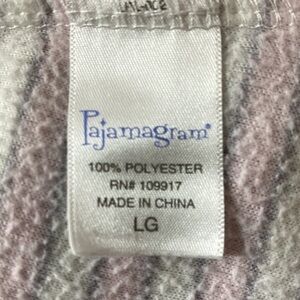 Pajamagram®
100% POLYESTER
RN# 109917
MADE IN CHINA
LG